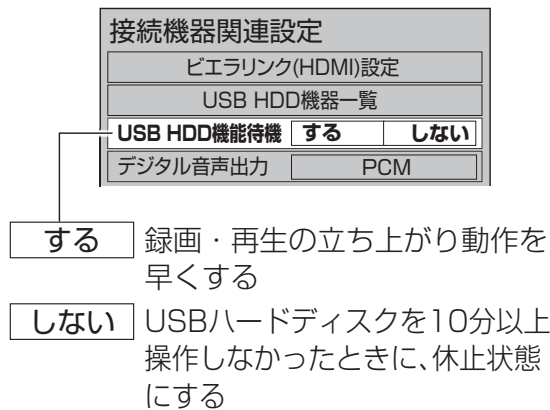 接続機器関連設定
ビエラリンク(HDMI)設定
USB HDD機器一覧
USB HDD機能待機 する しない
デジタル音声出力 PCM
する 録画・再生の立ち上がり動作を
早くする
しない USBハードディスクを10分以上
操作しなかったときに、休止状態
にする